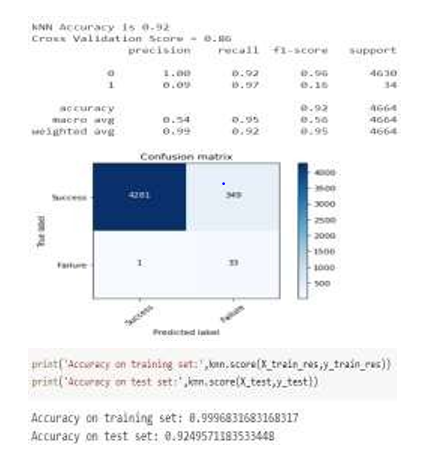 kNN Accuracy is 0.92
Cross Validation Score = 0.86
precision recall f1-score support
0 1.00 0.92 0.96 4630
1 0.09 0.97 0.16 34
accuracy 0.92 4664
macro avg 0.54 0.95 0.56 4664
weighted avg 0.99 0.92 0.95 4664
Confusion matrix
4281 349
1 33
Success
Failure
True label
Success Failure
Predicted label
4000
3500
3000
2500
2000
1500
1000
500
print('Accuracy on training set:',knn.score(X_train_res,y_train_res))
print('Accuracy on test set:',knn.score(X_test,y_test))
Accuracy on training set: 0.9996831683168317
Accuracy on test set: 0.9249571183533448